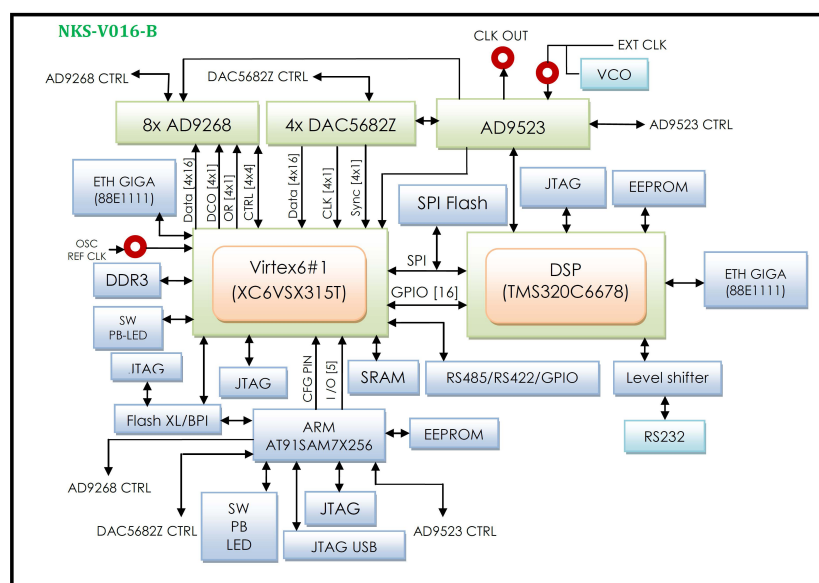 NKS-V016-B
CLK OUT
EXT CLK
VCO
AD9268 CTRL
DAC5682Z CTRL
8x AD9268
4x DAC5682Z
AD9523
AD9523 CTRL
ETH GIGA
(88E1111)
Data [4x16]
DCO [4x1]
OR [4x1]
CTRL [4x4]
Data [4x16]
CLK [4x1]
Sync [4x1]
SPI Flash
JTAG
EEPROM
OSC
REF CLK
Virtex6#1
(XC6VSX315T)
SPI
GPIO [16]
DSP
(TMS320C6678)
ETH GIGA
(88E1111)
DDR3
SW
PB-LED
JTAG
JTAG
CFG PIN
I/O [5]
SRAM
RS485/RS422/GPIO
Level shifter
Flash XL/BPI
ARM
AT91SAM7X256
EEPROM
RS232
AD9268 CTRL
DAC5682Z CTRL
SW
PB
LED
JTAG
JTAG USB
AD9523 CTRL